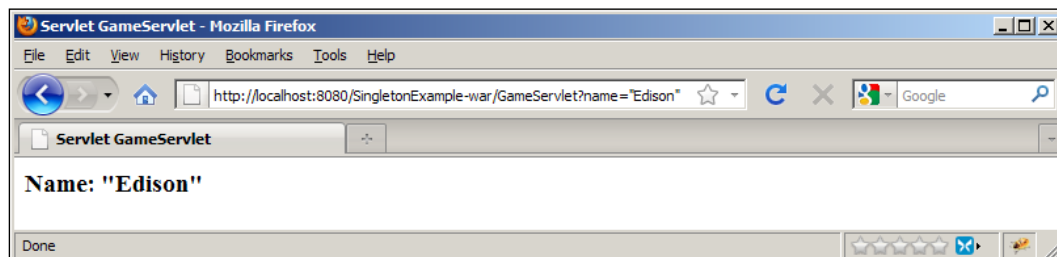 Servlet GameServlet - Mozilla Firefox
File Edit View History Bookmarks Tools Help
http://localhost:8080/SingletonExample-war/GameServlet?name="Edison" Google
Servlet GameServlet
Name: "Edison"
Done